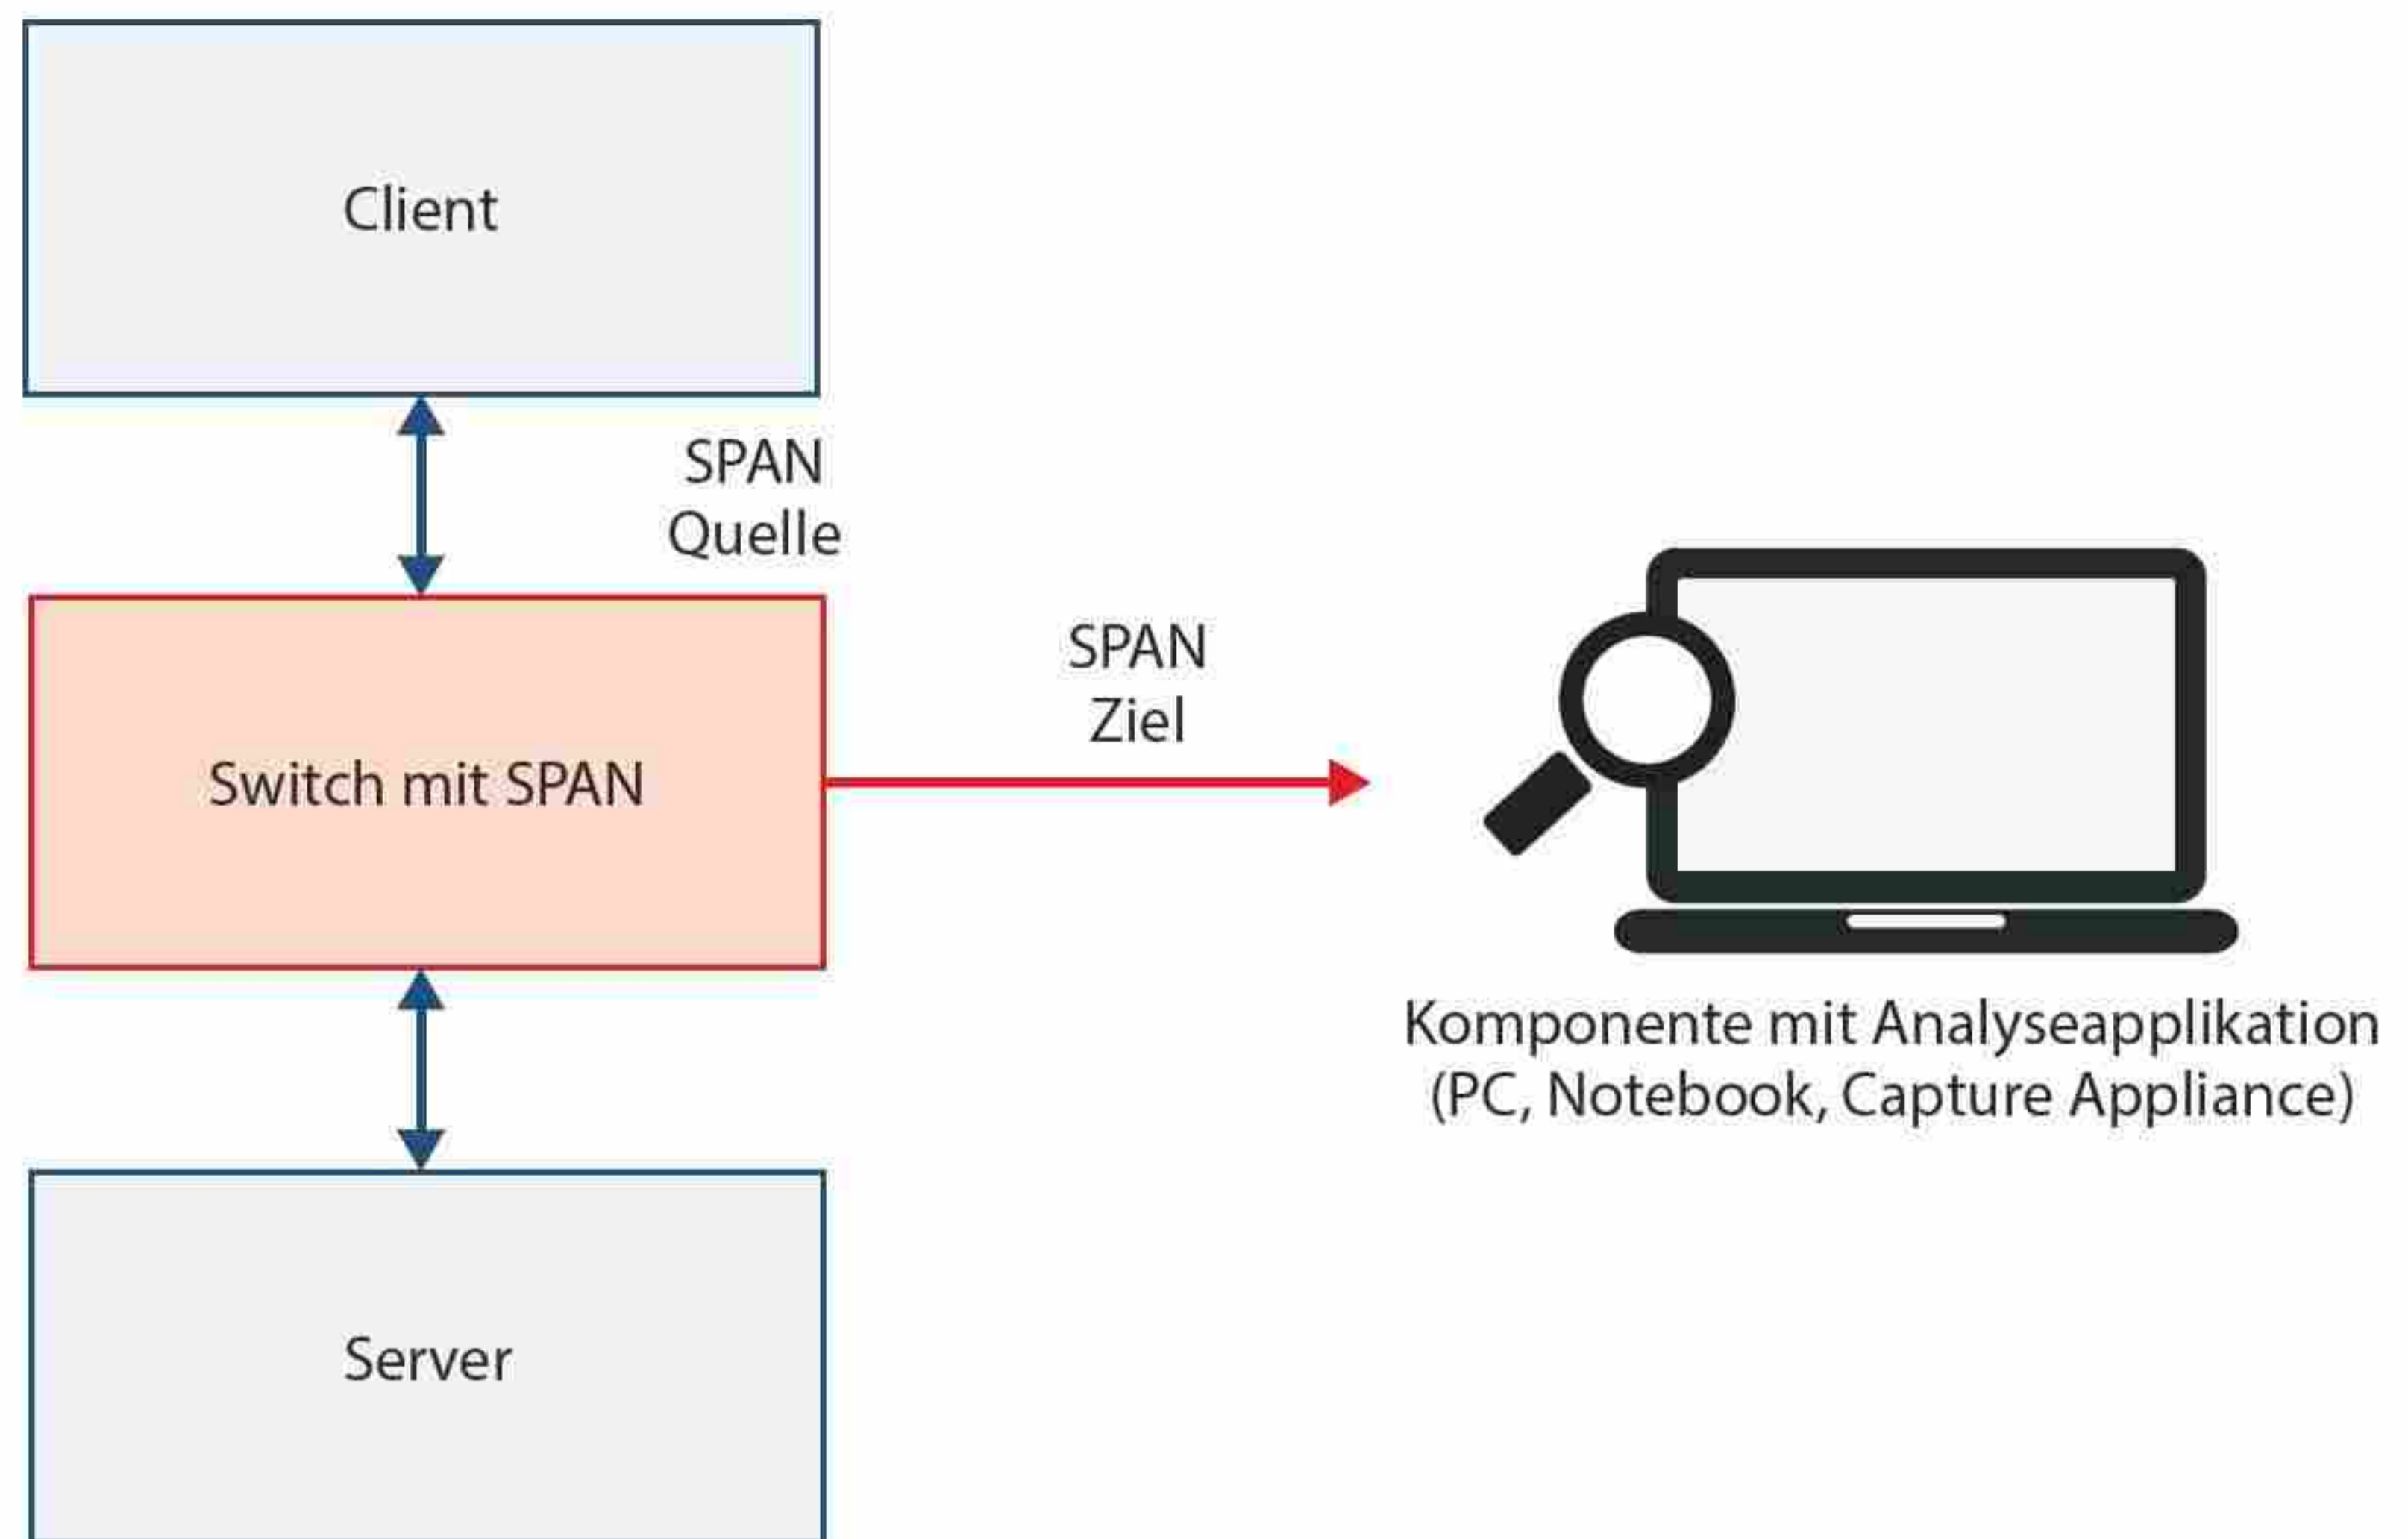 Client
SPAN
Quelle
SPAN
Ziel
Switch mit SPAN
Komponente mit Analyseapplikation
(PC, Notebook, Capture Appliance)
Server